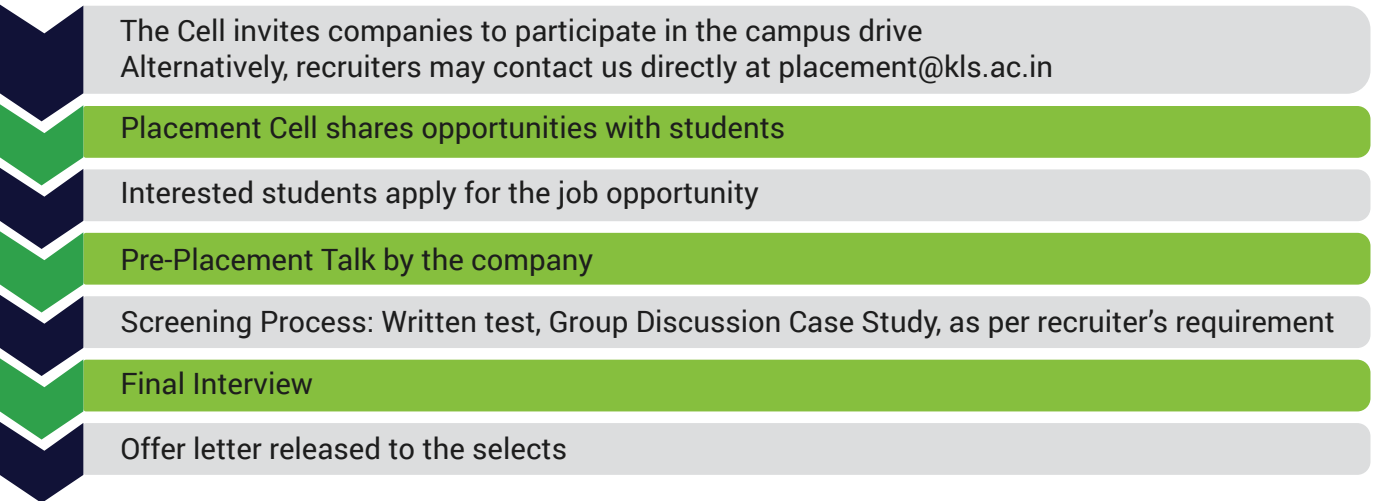 The Cell invites companies to participate in the campus drive
Alternatively, recruiters may contact us directly at placement@kls.ac.in
Placement Cell shares opportunities with students
Interested students apply for the job opportunity
Pre-Placement Talk by the company
Screening Process: Written test, Group Discussion Case Study, as per recruiter’s requirement
Final Interview
Offer letter released to the selects